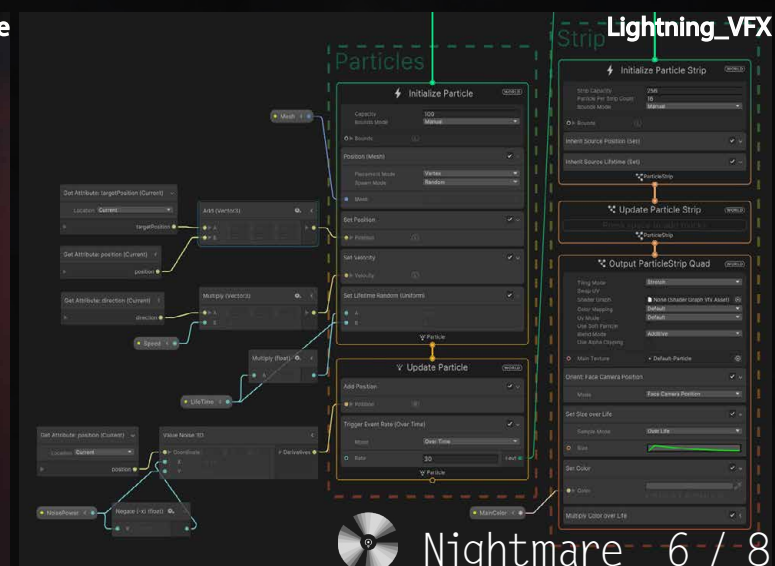 e
Lightning_VFX
Particles
Strip
Initialize Particle
WORLD
Capacity
100
Bounds Mode
Manual
Bounds
Position (Mesh)
Placement Mode
Vertex
Spawn Mode
Random
Mesh
Set Position
Position
Set Velocity
Velocity
Set Lifetime Random (Uniform)
A
B
Particle
Update Particle
WORLD
Add Position
Position
Trigger Event Rate (Over Time)
Mode
Over Time
Rate
30
Particle
Mesh
Get Attribute: targetPosition (Current)
Location Current
targetPosition
Add (Vector3)
A
B
Get Attribute: position (Current)
position
Get Attribute: direction (Current)
direction
Multiply (Vector3)
A
B
Speed
Multiply (float)
A
LifeTime
Get Attribute: position (Current)
Location Current
position
Value Noise 3D
Coordinate
Derivatives
NoisePower
Negate (-x) (float)
X
Initialize Particle Strip
WORLD
Strip Capacity
256
Particle Per Strip Count
16
Bounds Mode
Manual
Bounds
Inherit Source Position (Set)
Inherit Source Lifetime (Set)
ParticleStrip
Update Particle Strip
WORLD
ParticleStrip
Output ParticleStrip Quad
WORLD
Tiling Mode
Stretch
Swap UV
Shader Graph
None (Shader Graph Vfx Asset)
Color Mapping
Default
Uv Mode
Default
Use Soft Particle
Blend Mode
Additive
Use Alpha Clipping
Main Texture
Default Particle
Orient: Face Camera Position
Mode
Face Camera Position
Set Size over Life
Sample Mode
Over Life
Size
Set Color
Color
Multiply Color over Life
MainColor
Nightmare 6 / 8